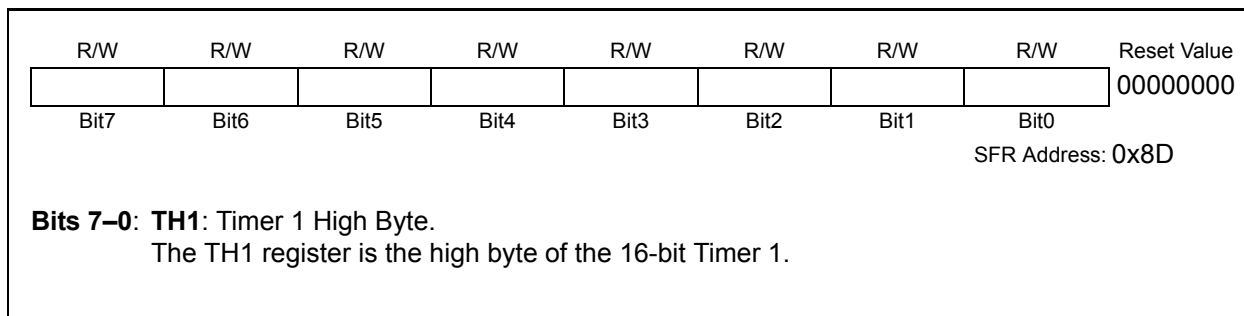 R/W R/W R/W R/W R/W R/W R/W R/W Reset Value
00000000
Bit7 Bit6 Bit5 Bit4 Bit3 Bit2 Bit1 Bit0
SFR Address: 0x8D
Bits 7–0: TH1: Timer 1 High Byte.
The TH1 register is the high byte of the 16-bit Timer 1.